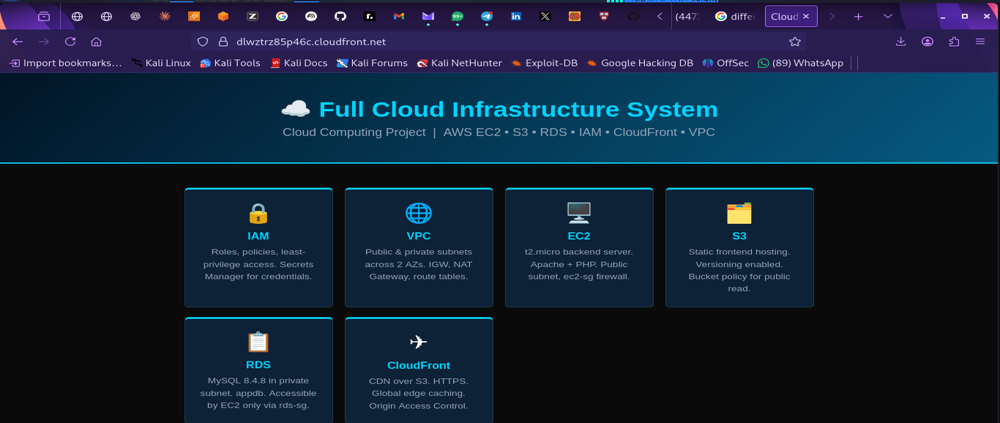 99+
(447
differ
Cloud
dlwztrz85p46c.cloudfront.net
Import bookmarks...
Kali Linux
Kali Tools
Kali Docs
Kali Forums
Kali NetHunter
Exploit-DB
Google Hacking DB
OffSec
(89) WhatsApp
Full Cloud Infrastructure System
Cloud Computing Project | AWS EC2 • S3 • RDS • IAM • CloudFront • VPC
IAM
Roles, policies, least-
privilege access. Secrets
Manager for credentials.
VPC
Public & private subnets
across 2 AZs. IGW, NAT
Gateway, route tables.
EC2
t2.micro backend server.
Apache + PHP. Public
subnet, ec2-sg firewall.
S3
Static frontend hosting.
Versioning enabled.
Bucket policy for public
read.
RDS
MySQL 8.4.8 in private
subnet. appdb. Accessible
by EC2 only via rds-sg.
CloudFront
CDN over S3. HTTPS.
Global edge caching.
Origin Access Control.